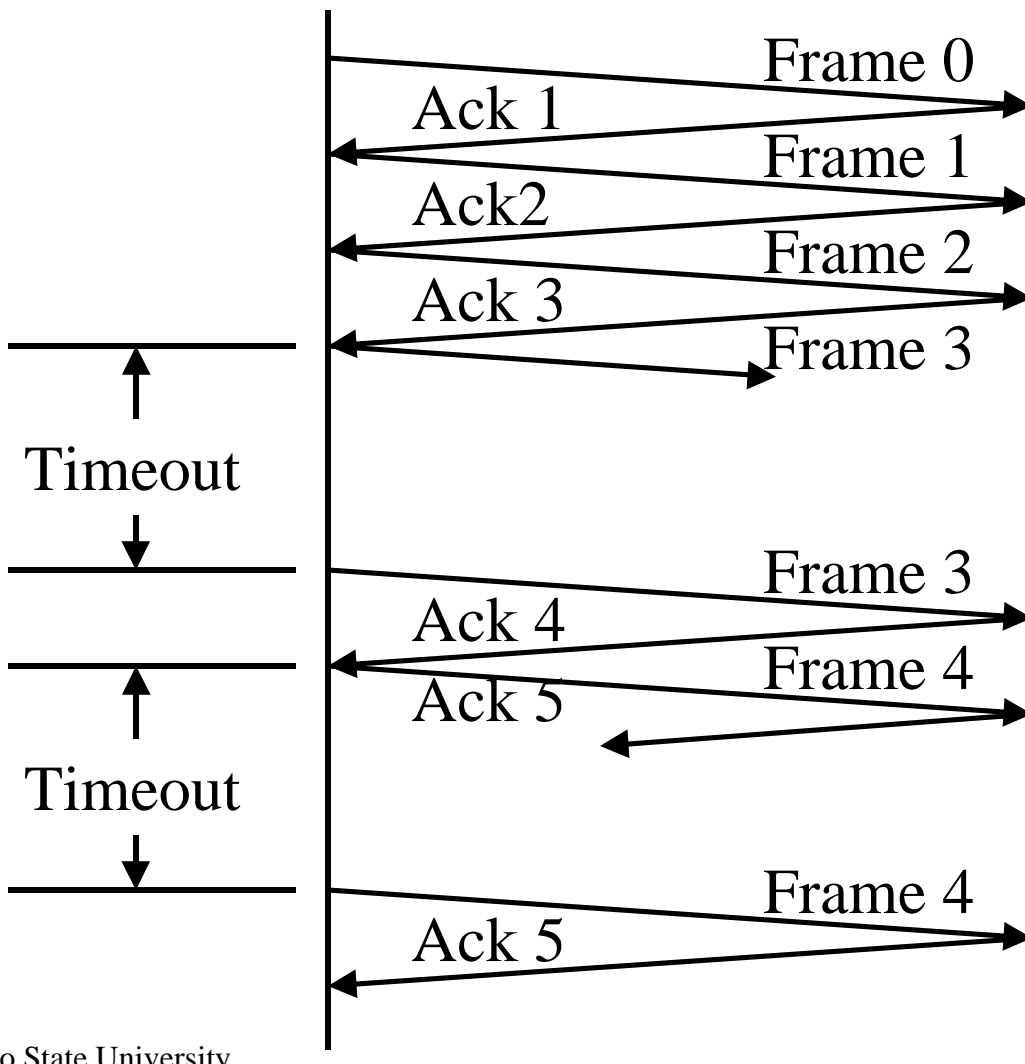 Frame 0
Ack 1
Frame 1
Ack2
Frame 2
Ack 3
Frame 3
Timeout
Frame 3
Ack 4
Frame 4
Ack 5
Timeout
Frame 4
Ack 5
o State University